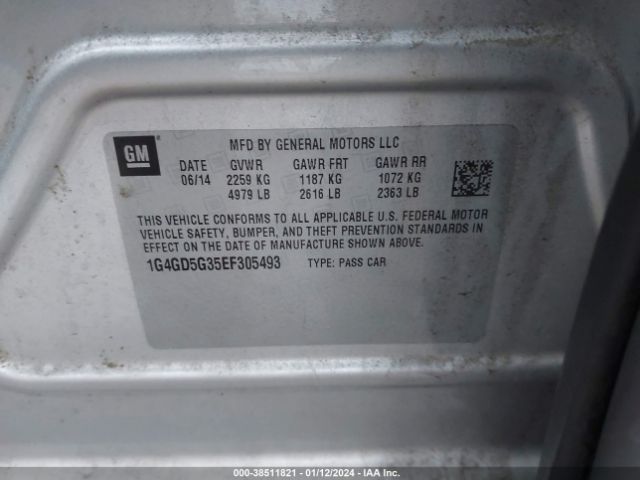 GM
MFD BY GENERAL MOTORS LLC
DATE GVWR GAWR FRT GAWR RR
06/14 2259 KG 1187 KG 1072 KG
4979 LB 2616 LB 2363 LB
THIS VEHICLE CONFORMS TO ALL APPLICABLE U.S. FEDERAL MOTOR
VEHICLE SAFETY, BUMPER, AND THEFT PREVENTION STANDARDS IN
EFFECT ON THE DATE OF MANUFACTURE SHOWN ABOVE.
1G4GD5G35EF305493 TYPE: PASS CAR
000-38511821 - 01/12/2024 - IAA Inc.